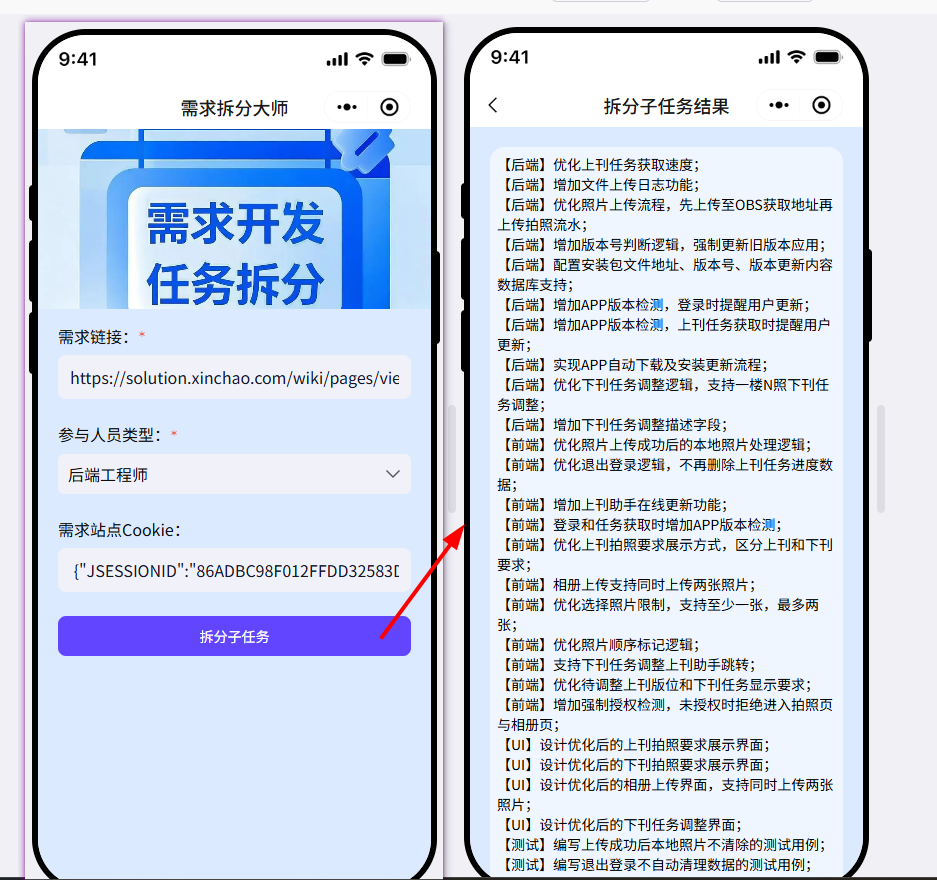 9:41
需求拆分大师
需求开发
任务拆分
需求链接：*
https://solution.xinchao.com/wiki/pages/vie
参与人员类型：*
后端工程师
需求站点Cookie：
{"JSESSIONID":"86ADBC98F012FFDD32583D
拆分子任务
9:41
拆分子任务结果
【后端】优化上刊任务获取速度；
【后端】增加文件上传日志功能；
【后端】优化照片上传流程，先上传至OBS获取地址再
上传拍照流水；
【后端】增加版本号判断逻辑，强制更新旧版本应用；
【后端】配置安装包文件地址、版本号、版本更新内容
数据库支持；
【后端】增加APP版本检测，登录时提醒用户更新；
【后端】增加APP版本检测，上刊任务获取时提醒用户
更新；
【后端】实现APP自动下载及安装更新流程；
【后端】优化下刊任务调整逻辑，支持一楼N照下刊任
务调整；
【后端】增加下刊任务调整描述字段；
【前端】优化照片上传成功后的本地照片处理逻辑；
【前端】优化退出登录逻辑，不再删除上刊任务进度数
据；
【前端】增加上刊助手在线更新功能；
【前端】登录和任务获取时增加APP版本检测；
【前端】优化上刊拍照要求展示方式，区分上刊和下刊
要求；
【前端】相册上传支持同时上传两张照片；
【前端】优化选择照片限制，支持至少一张，最多两
张；
【前端】优化照片顺序标记逻辑；
【前端】支持下刊任务调整上刊助手跳转；
【前端】优化待调整上刊版位和下刊任务显示要求；
【前端】增加强制授权检测，未授权时拒绝进入拍照页
与相册页；
【UI】设计优化后的上刊拍照要求展示界面；
【UI】设计优化后的下刊拍照要求展示界面；
【UI】设计优化后的相册上传界面，支持同时上传两张
照片；
【UI】设计优化后的下刊任务调整界面；
【测试】编写上传成功后本地照片不清除的测试用例；
【测试】编写退出登录不自动清理数据的测试用例；